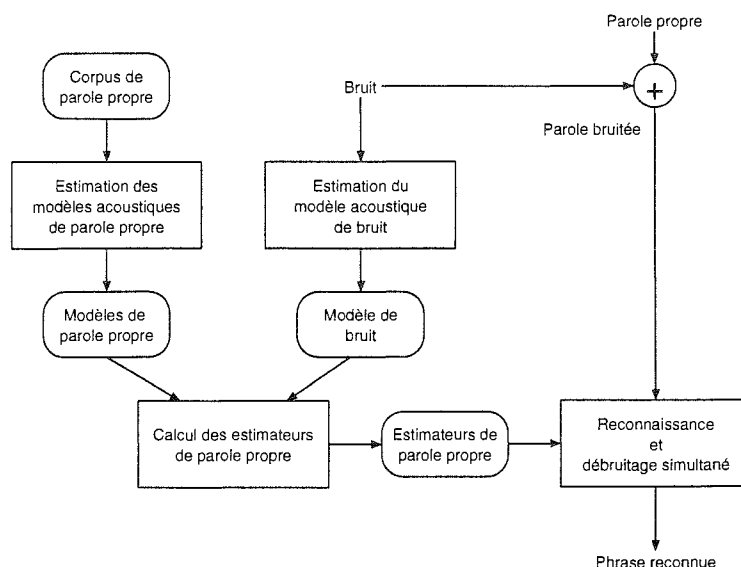 Parole propre
Corpus de
parole propre
Bruit
+
Parole bruitée
Estimation des
modèles acoustiques
de parole propre
Estimation du
modèle acoustique
de bruit
Modèles de
parole propre
Modèle de
bruit
Calcul des estimateurs
de parole propre
Estimateurs de
parole propre
Reconnaissance
et
débruitage simultané
Phrase reconnue